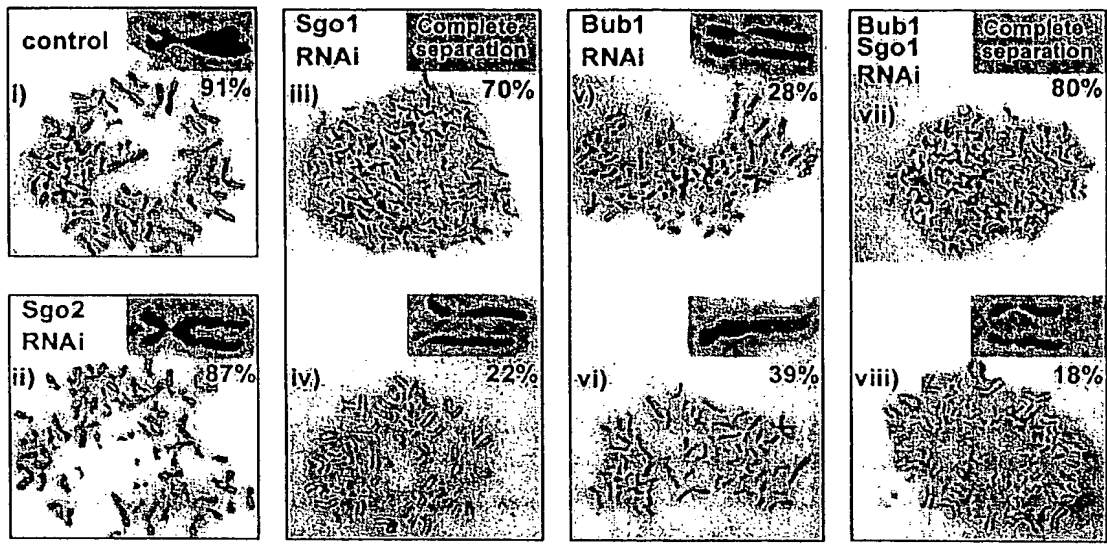 control
91%
i)
Sgo2
RNAi
87%
ii)
Sgo1
RNAi
Complete
separation
70%
iii)
22%
iv)
Bub1
RNAi
28%
v)
39%
vi)
Bub1
Sgo1
RNAi
Complete
separation
80%
vii)
18%
viii)